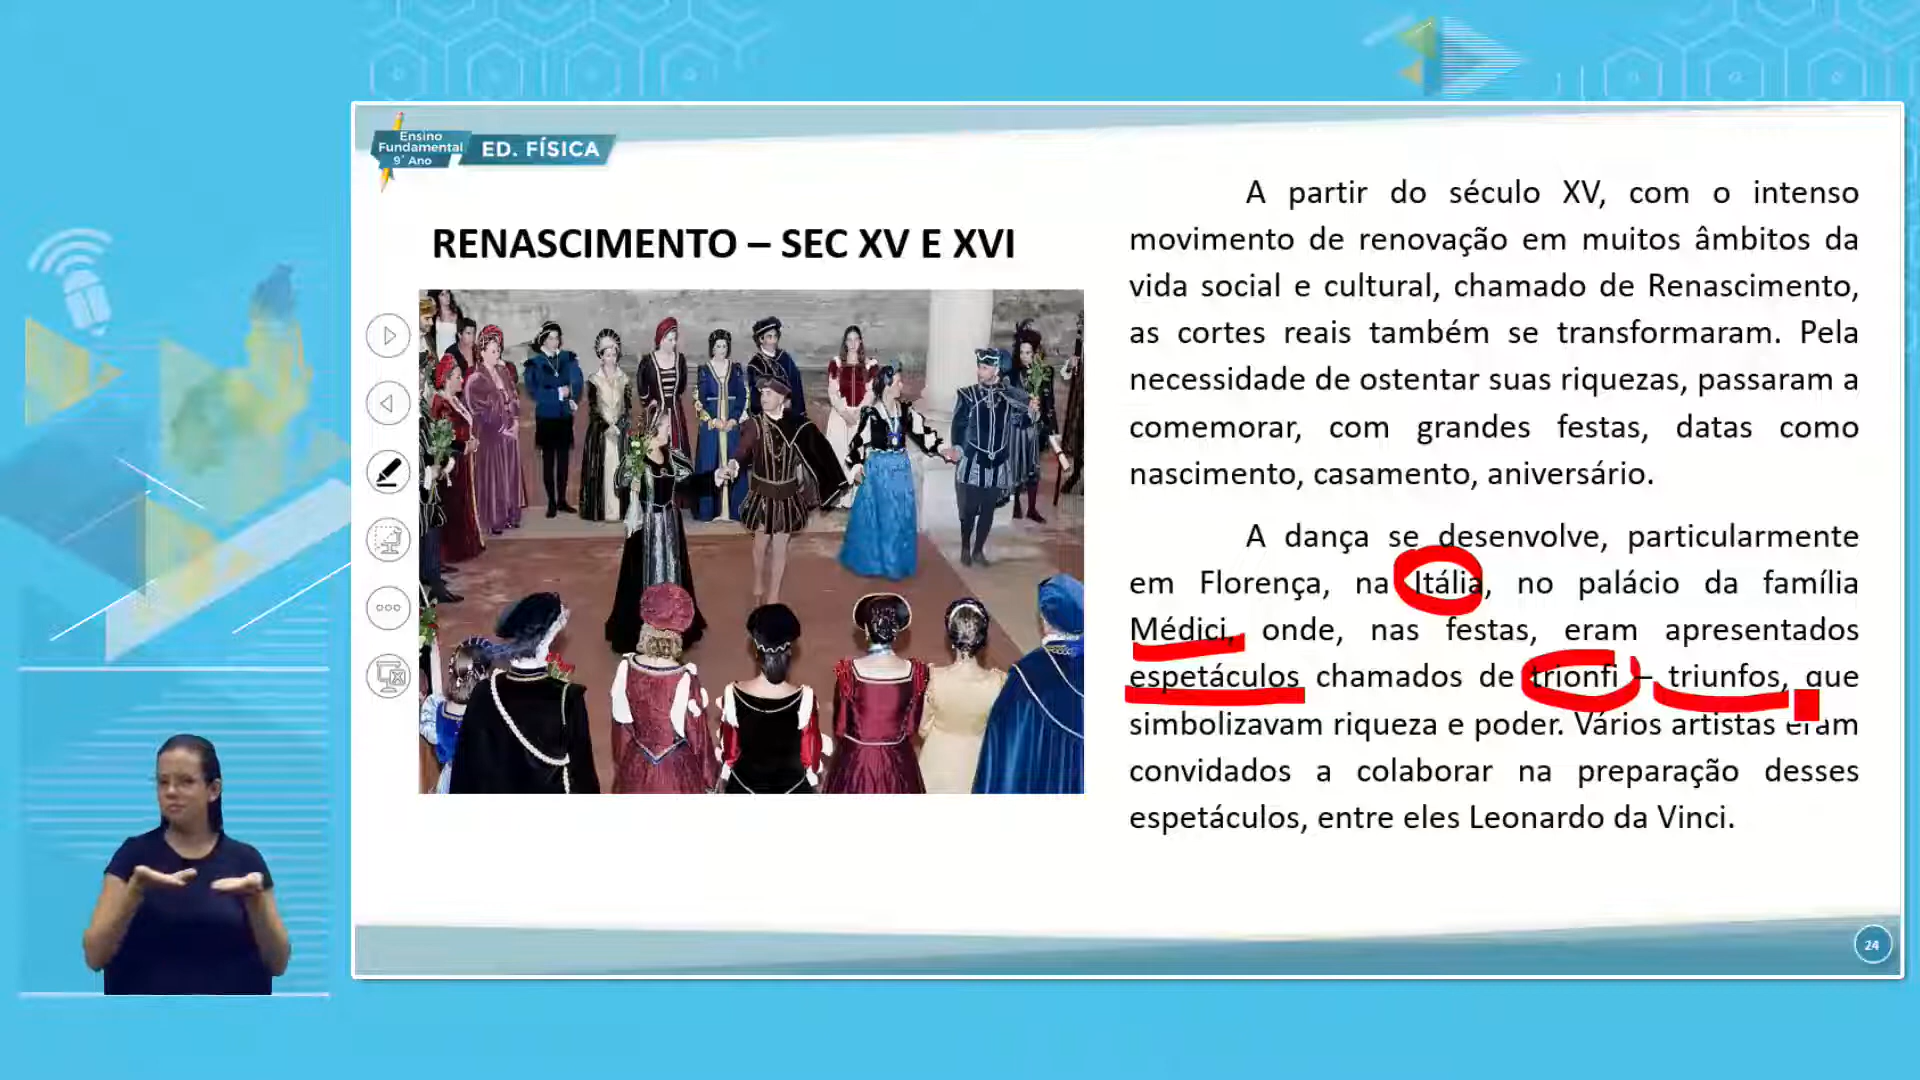 Ensino
Fundamental
9° Ano
ED. FÍSICA
RENASCIMENTO – SEC XV E XVI
A partir do século XV, com o intenso
movimento de renovação em muitos âmbitos da
vida social e cultural, chamado de Renascimento,
as cortes reais também se transformaram. Pela
necessidade de ostentar suas riquezas, passaram a
comemorar, com grandes festas, datas como
nascimento, casamento, aniversário.
A dança se desenvolve, particularmente
em Florença, na Itália, no palácio da família
Médici, onde, nas festas, eram apresentados
espetáculos chamados de trionfi – triunfos, que
simbolizavam riqueza e poder. Vários artistas eram
convidados a colaborar na preparação desses
espetáculos, entre eles Leonardo da Vinci.
24